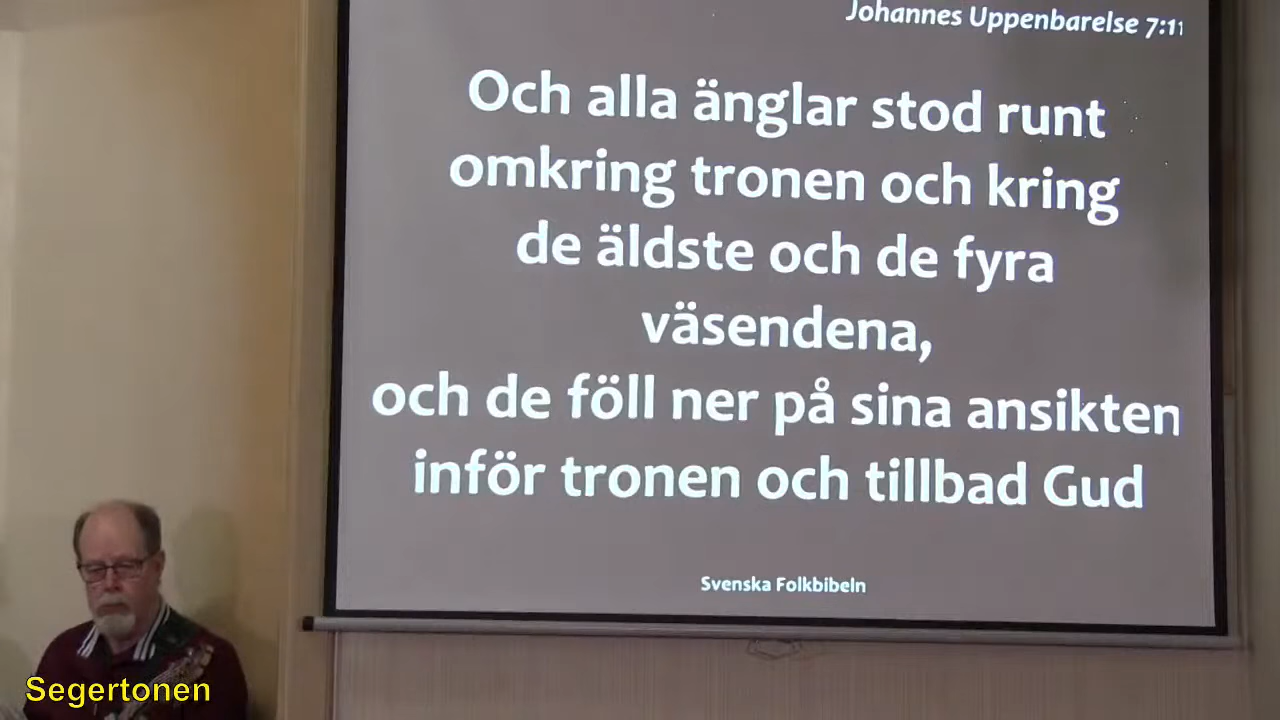 Johannes Uppenbarelse 7:11
Och alla änglar stod runt
omkring tronen och kring
de äldste och de fyra
väsendena,
och de föll ner på sina ansikten
inför tronen och tillbad Gud
Svenska Folkbibeln
Segertonen